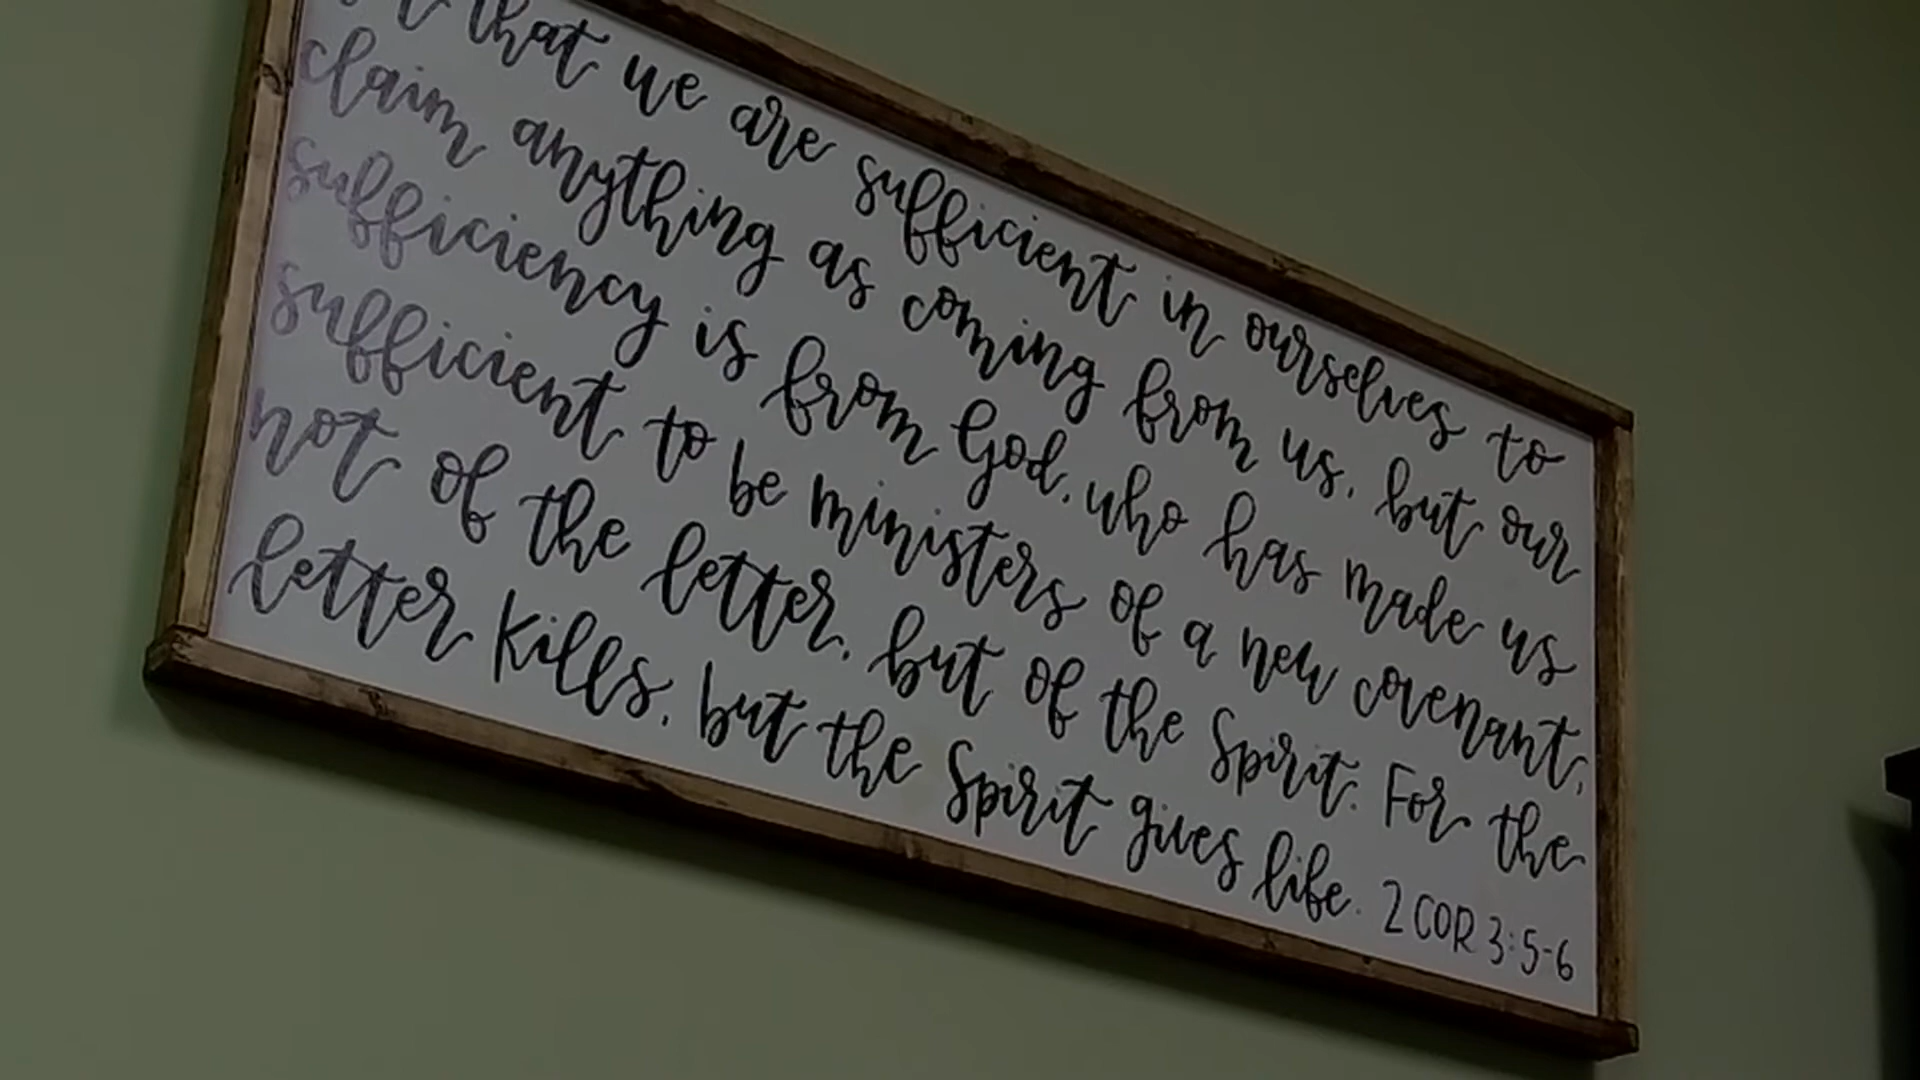 that we are sufficient in ourselves to
claim anything as coming from us, but our
sufficiency is from God, who has made us
sufficient to be ministers of a new covenant,
not of the letter, but of the Spirit. For the
letter kills, but the Spirit gives life. 2 COR 3:5-6